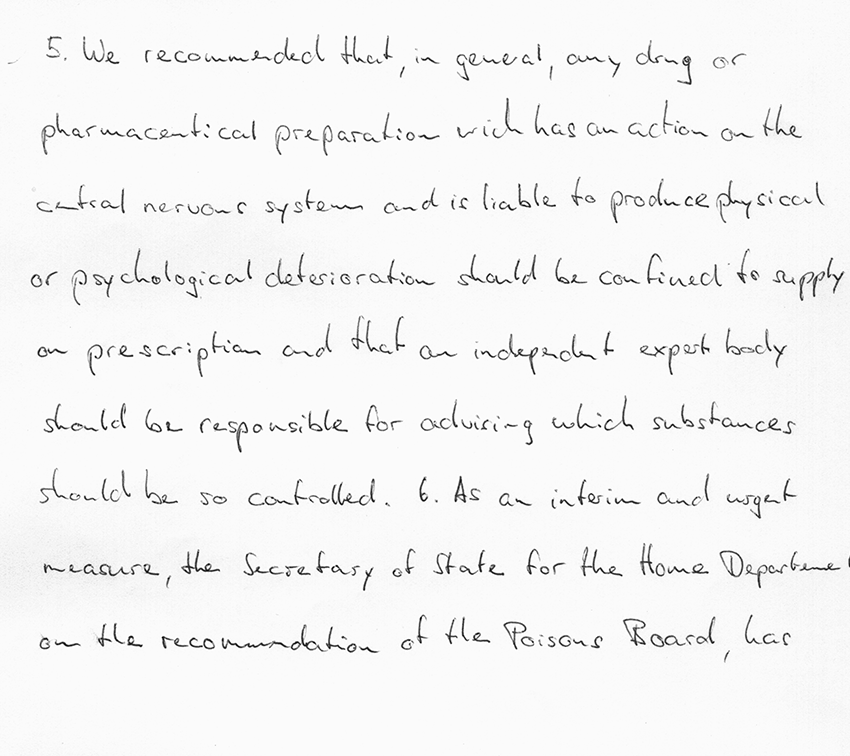 5. We recommended that, in general, any drug or
pharmaceutical preparation wich has an action on the
central nervous system and is liable to produce physical
or psychological deterioration should be confined to supply
on prescription and that an independent expert body
should be responsible for advising which substances
should be so controlled. 6. As an interim and urgent
measure, the Secretary of State for the Home Departme
on the recommendation of the Poisons Board, has